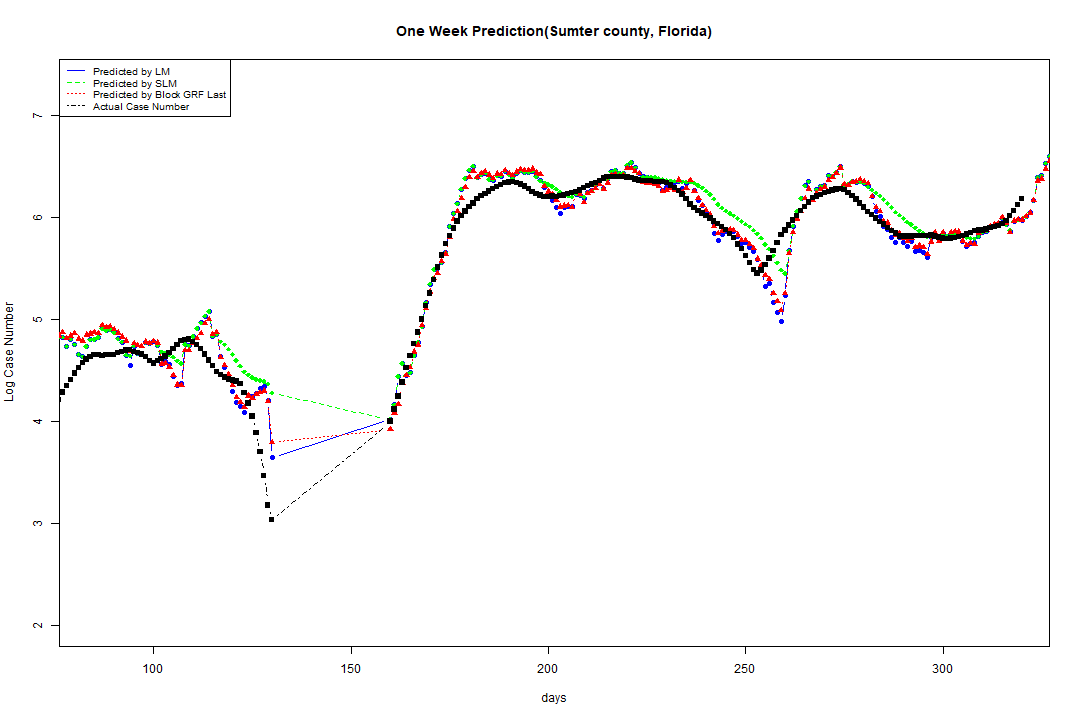 One Week Prediction(Sumter county, Florida)
Predicted by LM
Predicted by SLM
Predicted by Block GRF Last
Actual Case Number
7
6
5
4
3
2
Log Case Number
100 150 200 250 300
days